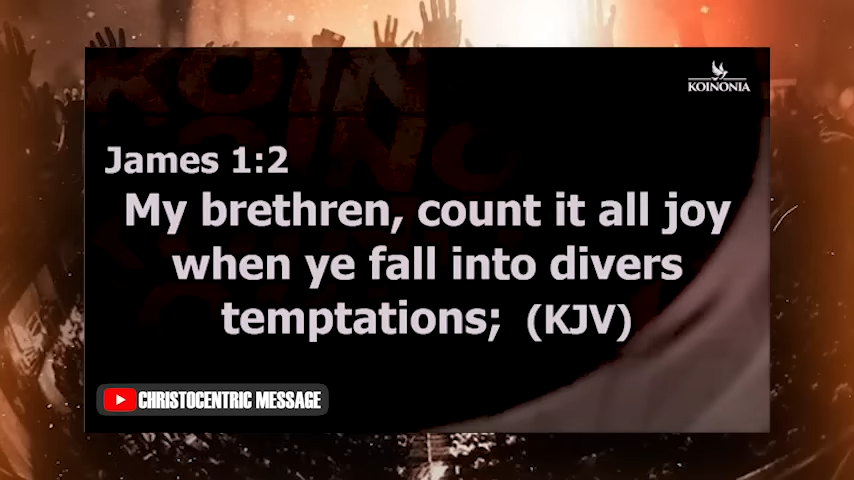 KOINONIA
James 1:2
My brethren, count it all joy
when ye fall into divers
temptations; (KJV)
CHRISTOCENTRIC MESSAGE